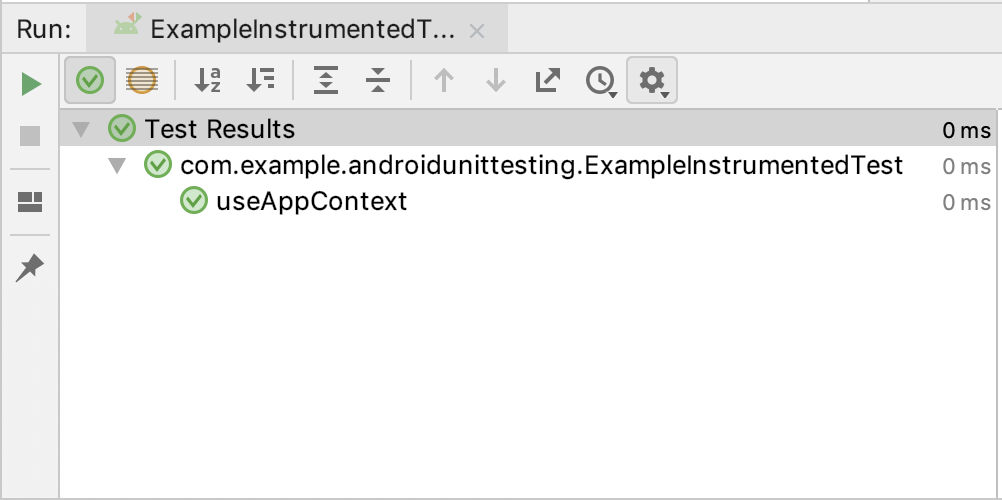 Run: ExampleInstrumentedT...
Test Results 0 ms
com.example.androidunittesting.ExampleInstrumentedTest 0 ms
useAppContext 0 ms